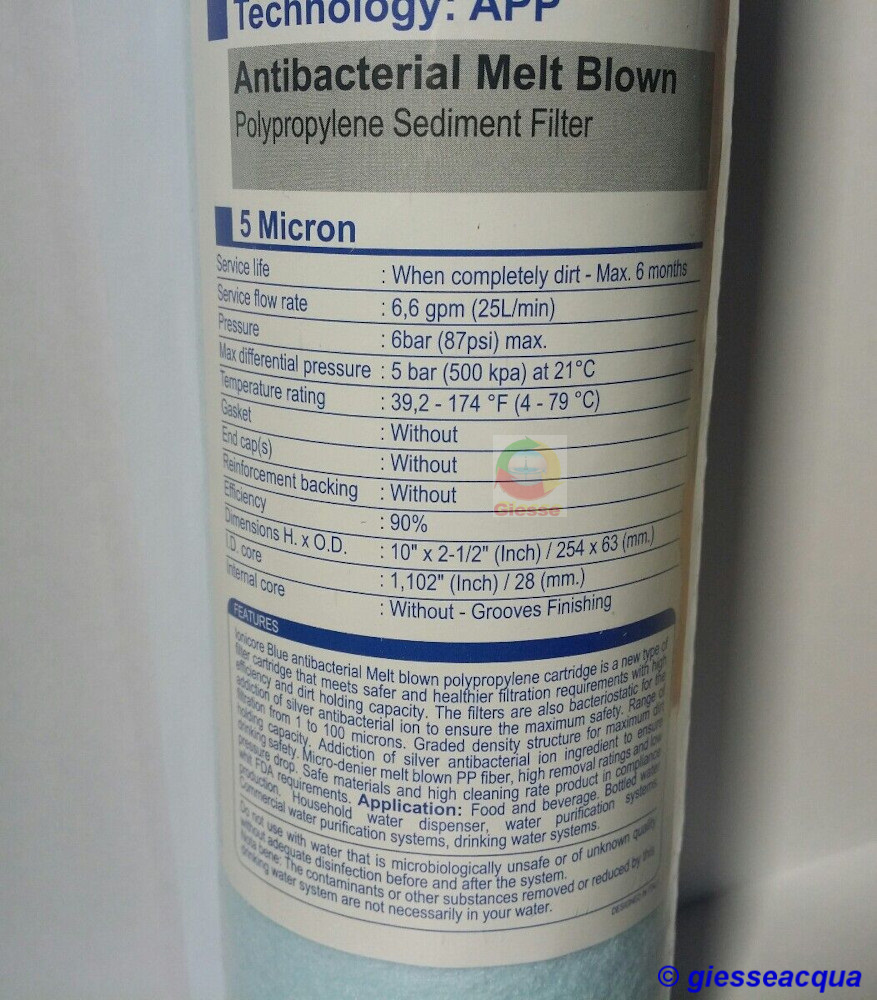 Technology: APP
Antibacterial Melt Blown
Polypropylene Sediment Filter
5 Micron
Service life : When completely dirt - Max. 6 months
Service flow rate : 6,6 gpm (25L/min)
Pressure : 6bar (87psi) max.
Max differential pressure : 5 bar (500 kpa) at 21°C
Temperature rating : 39,2 - 174 °F (4 - 79 °C)
Gasket : Without
End cap(s) : Without
Reinforcement backing : Without
Efficiency : 90%
Dimensions H. x O.D. : 10" x 2-1/2" (Inch) / 254 x 63 (mm.)
I.D. core : 1,102" (Inch) / 28 (mm.)
Internal core : Without - Grooves Finishing
Giesse
FEATURES
Ionicore Blue antibacterial Melt blown polypropylene cartridge is a new type of
filter cartridge that meets safer and healthier filtration requirements with high
efficiency and dirt holding capacity. The filters are also bacteriostatic for the
addiction of silver antibacterial ion to ensure the maximum safety. Range of
filtration from 1 to 100 microns. Graded density structure for maximum dirt
holding capacity. Addiction of silver antibacterial ion ingredient to ensure
drinking safety. Micro-denier melt blown PP fiber, high removal ratings and low
pressure drop. Safe materials and high cleaning rate product in compliance
whit FDA requirements. Application: Food and beverage. Bottled water
production. Household water dispenser, water purification systems,
Commercial water purification systems, drinking water systems.
Do not use with water that is microbiologically unsafe or of unknown quality
without adequate disinfection before and after the system.
Nota bene: The contaminants or other substances removed or reduced by this
drinking water system are not necessarily in your water.
DESIGNED IN
© giesseacqua